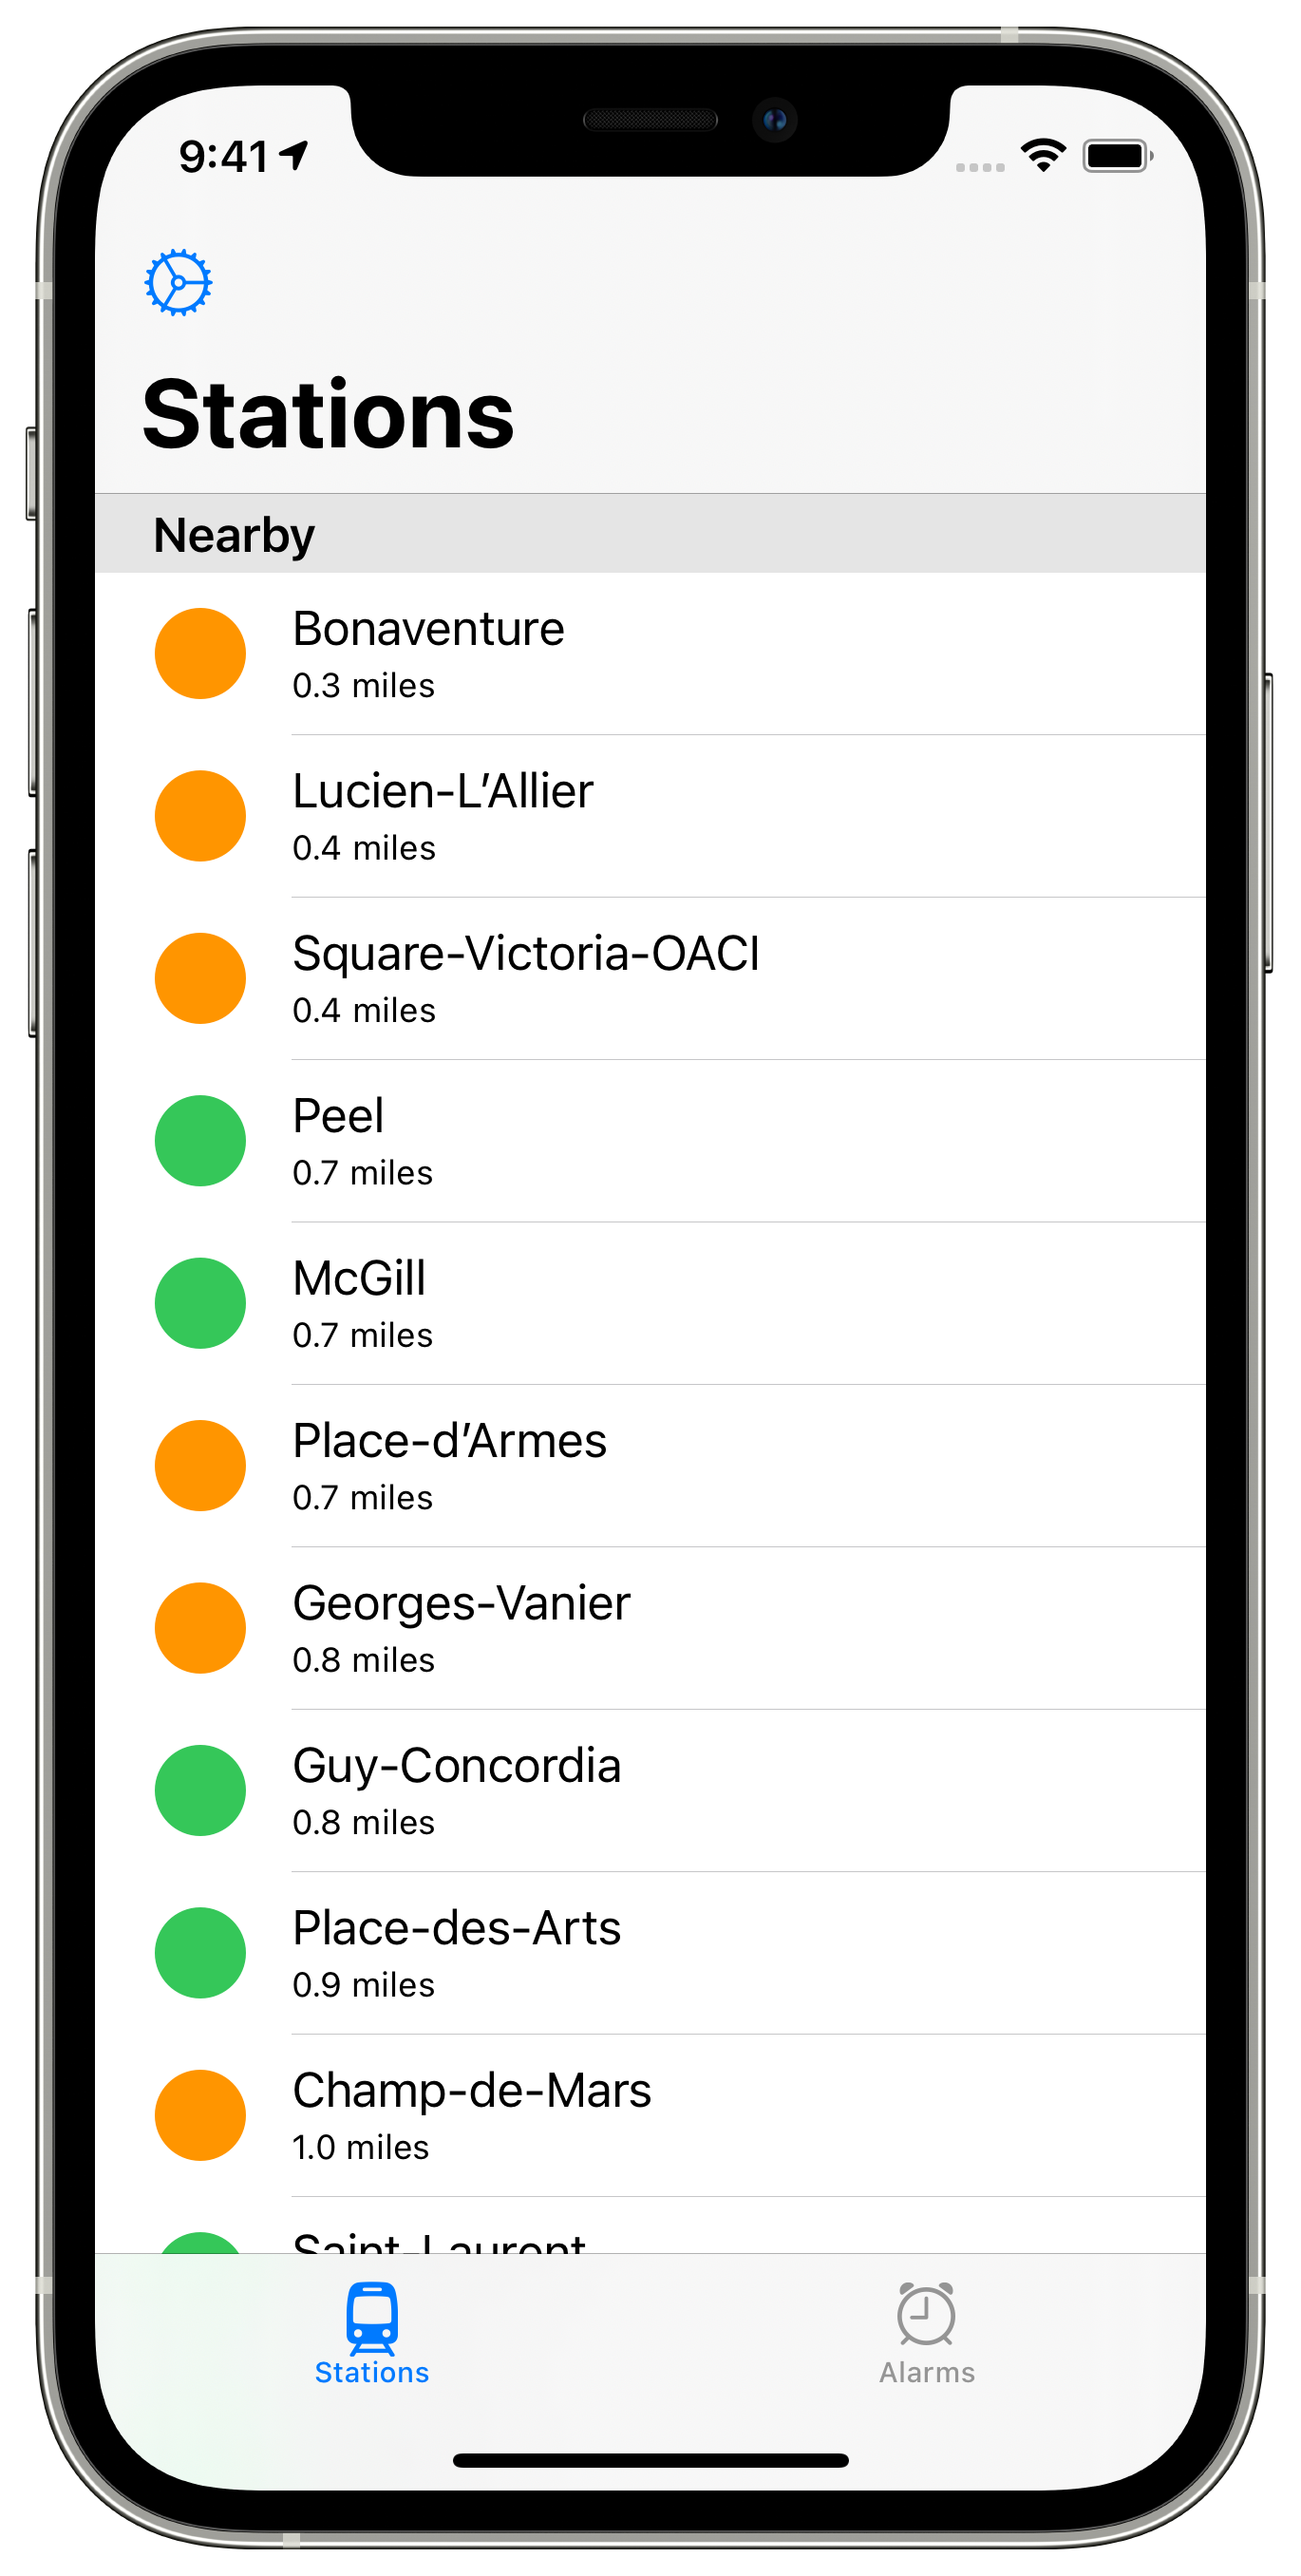 9:41
Stations
Nearby
Bonaventure
0.3 miles
Lucien-L’Allier
0.4 miles
Square-Victoria-OACI
0.4 miles
Peel
0.7 miles
McGill
0.7 miles
Place-d’Armes
0.7 miles
Georges-Vanier
0.8 miles
Guy-Concordia
0.8 miles
Place-des-Arts
0.9 miles
Champ-de-Mars
1.0 miles
Saint-Laurent
Stations
Alarms